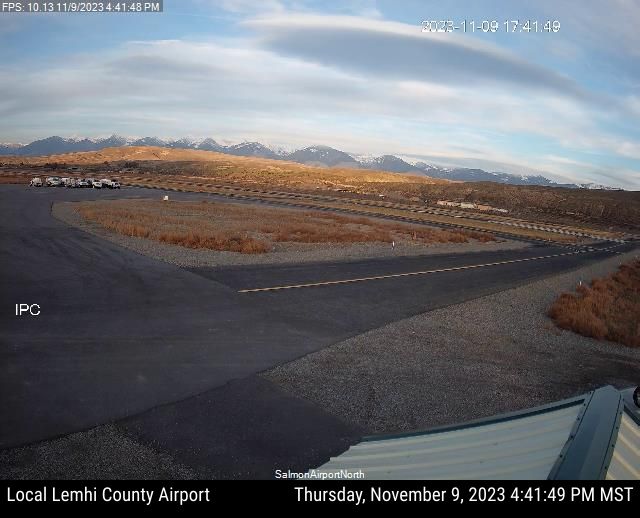 FPS: 10.13 11/9/2023 4:41:48 PM
2023-11-09 17:41:49
IPC
SalmonAirportNorth
Local Lemhi County Airport
Thursday, November 9, 2023 4:41:49 PM MST